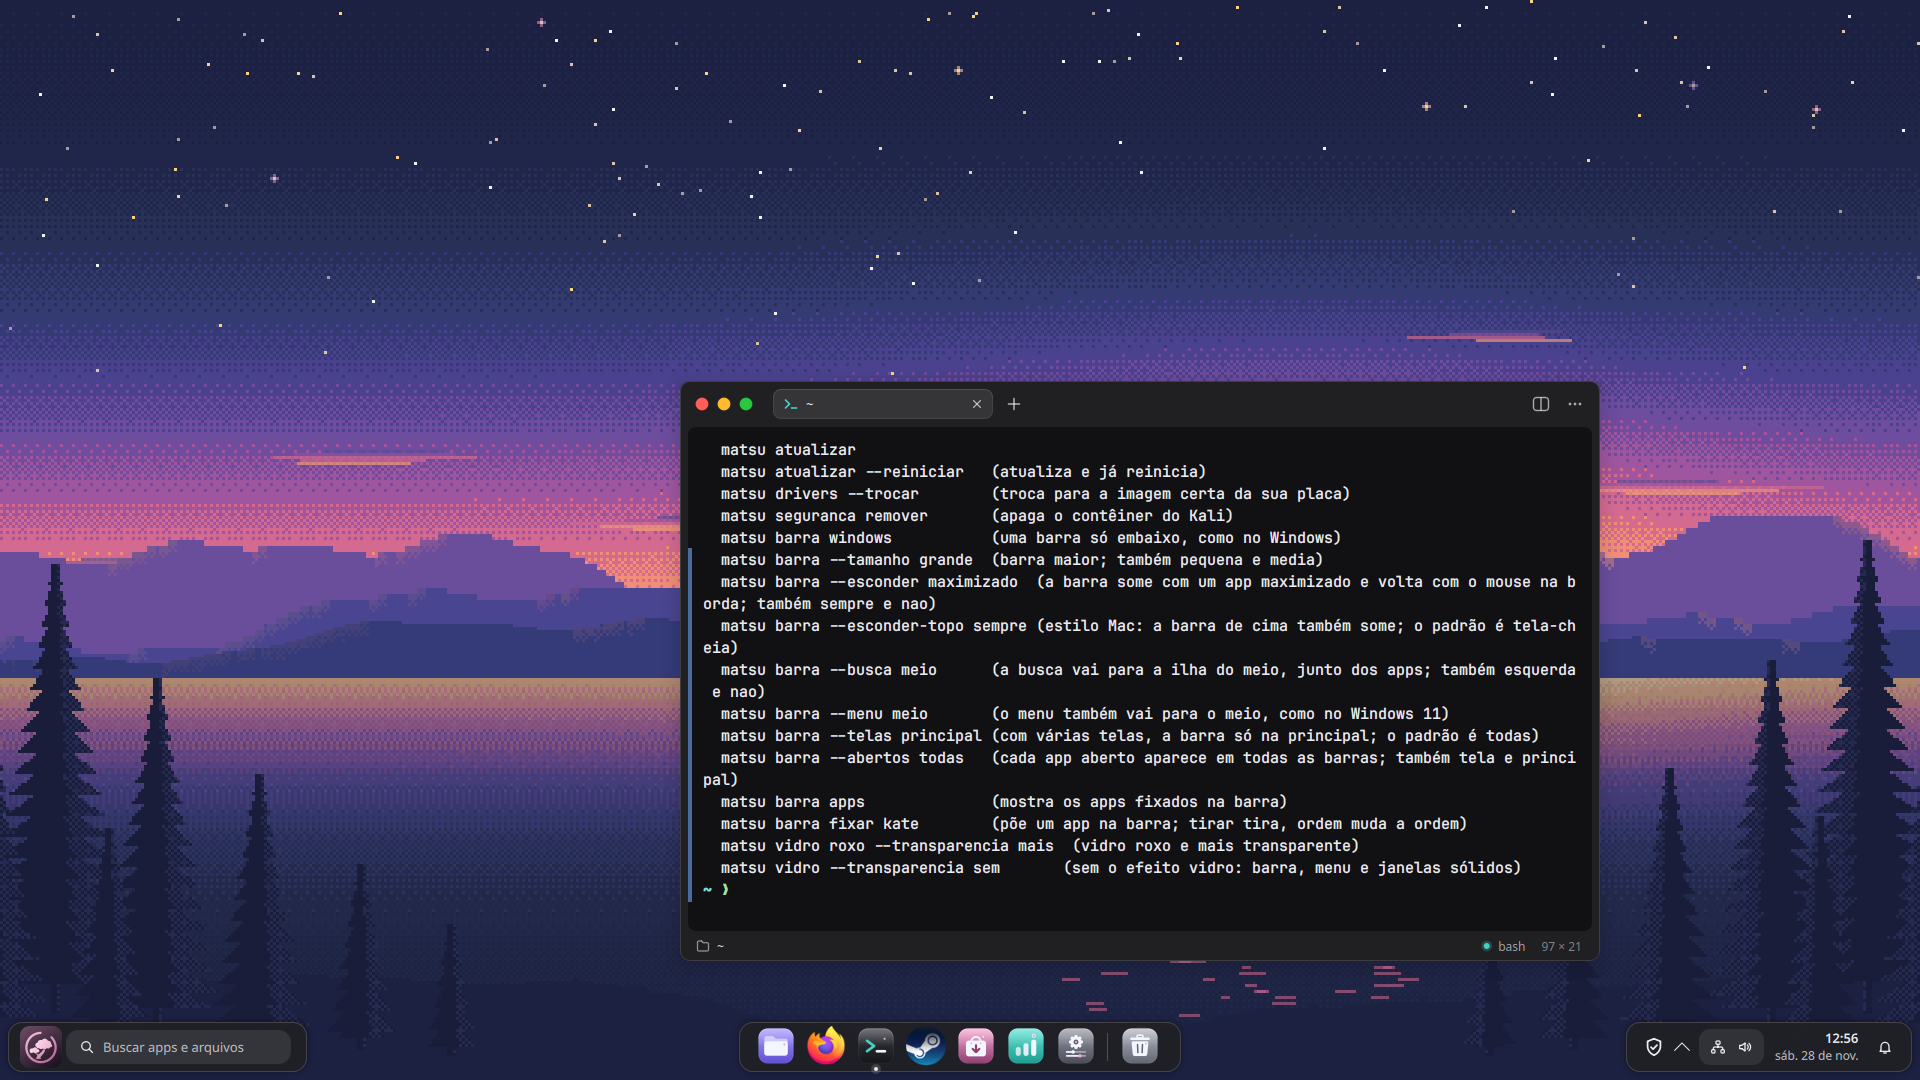 ~
matsu atualizar
matsu atualizar --reiniciar (atualiza e já reinicia)
matsu drivers --trocar (troca para a imagem certa da sua placa)
matsu seguranca remover (apaga o contêiner do Kali)
matsu barra windows (uma barra só embaixo, como no Windows)
matsu barra --tamanho grande (barra maior; também pequena e media)
matsu barra --esconder maximizado (a barra some com um app maximizado e volta com o mouse na b
orda; também sempre e nao)
matsu barra --esconder-topo sempre (estilo Mac: a barra de cima também some; o padrão é tela-ch
eia)
matsu barra --busca meio (a busca vai para a ilha do meio, junto dos apps; também esquerda
e nao)
matsu barra --menu meio (o menu também vai para o meio, como no Windows 11)
matsu barra --telas principal (com várias telas, a barra só na principal; o padrão é todas)
matsu barra --abertos todas (cada app aberto aparece em todas as barras; também tela e princi
pal)
matsu barra apps (mostra os apps fixados na barra)
matsu barra fixar kate (põe um app na barra; tirar tira, ordem muda a ordem)
matsu vidro roxo --transparencia mais (vidro roxo e mais transparente)
matsu vidro --transparencia sem (sem o efeito vidro: barra, menu e janelas sólidos)
~ ❯
~ bash 97 × 21
Buscar apps e arquivos
12:56
sáb. 28 de nov.